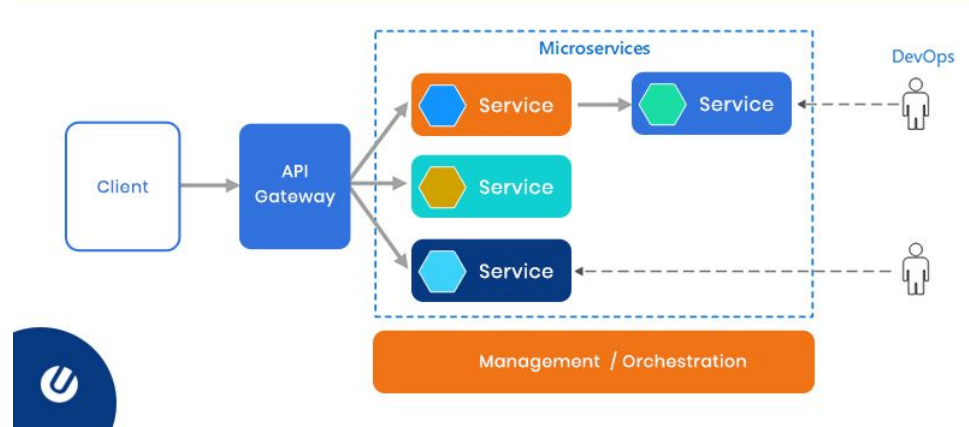 Microservices
DevOps
Service
Service
Client
API
Gateway
Service
Service
Management / Orchestration